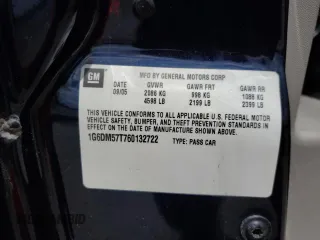 GM
MFD BY GENERAL MOTORS CORP
DATE GVWR GAWR FRT GAWR RR
09/05 2086 KG 998 KG 1088 KG
4598 LB 2199 LB 2399 LB
THIS VEHICLE CONFORMS TO ALL APPLICABLE U.S. FEDERAL MOTOR
VEHICLE SAFETY, BUMPER, AND THEFT PREVENTION STANDARDS
IN EFFECT ON THE DATE OF MANUFACTURE SHOWN ABOVE.
1G6DM57T760132722 TYPE: PASS CAR